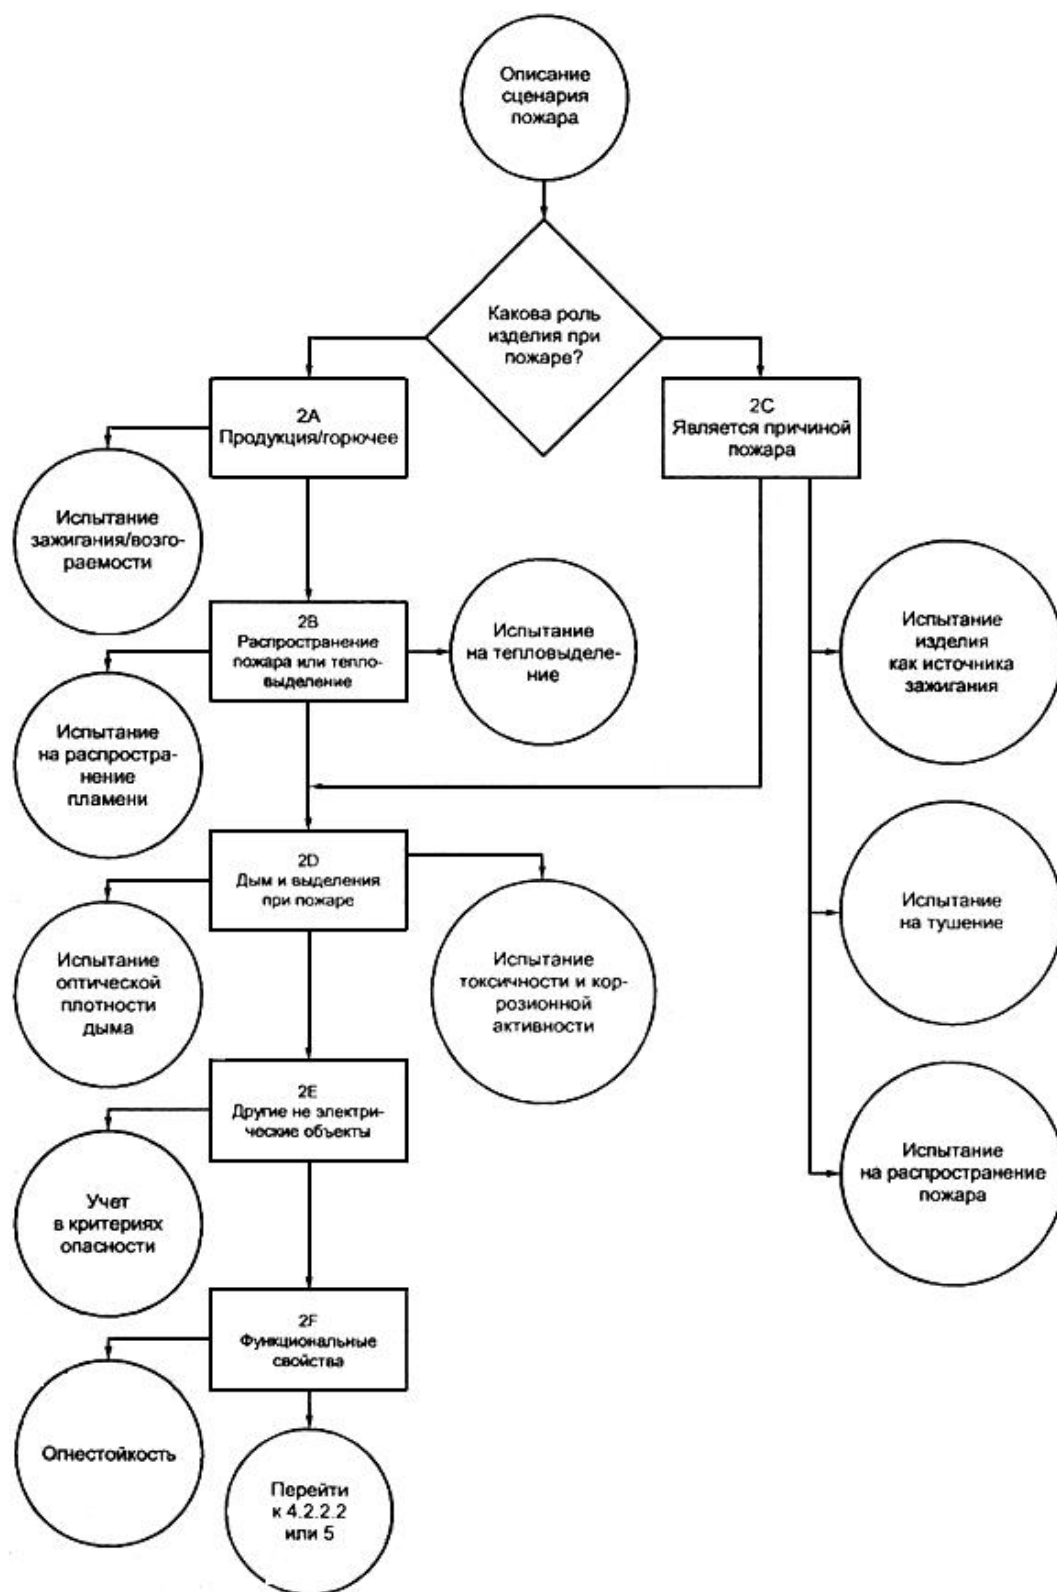 Описание
сценария
пожара
Какова роль
изделия при
пожаре?
2A
Продукция/горючее
2C
Является причиной
пожара
Испытание
зажигания/возго-
раемости
2B
Распространение
пожара или тепло-
выделение
Испытание
на тепловыделе-
ние
Испытание
изделия
как источника
зажигания
Испытание
на распростра-
нение
пламени
2D
Дым и выделения
при пожаре
Испытание
на тушение
Испытание
оптической
плотности
дыма
Испытание
токсичности и кор-
розионной
активности
2E
Другие не электри-
ческие объекты
Испытание
на распространение
пожара
Учет
в критериях
опасности
2F
Функциональные
свойства
Огнестойкость
Перейти
к 4.2.2.2
или 5